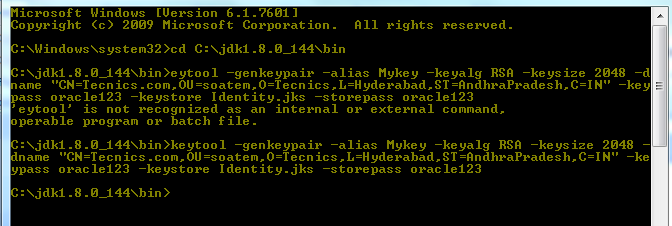 Microsoft Windows [Version 6.1.7601]
Copyright (c) 2009 Microsoft Corporation.  All rights reserved.
C:\Windows\system32>cd C:\jdk1.8.0_144\bin
C:\jdk1.8.0_144\bin>eytool -genkeypair -alias Mykey -keyalg RSA -keysize 2048 -d
name "CN=Tecnics.com,OU=soatem,O=Tecnics,L=Hyderabad,ST=AndhraPradesh,C=IN" -key
pass oracle123 -keystore Identity.jks -storepass oracle123
'eytool' is not recognized as an internal or external command,
operable program or batch file.
C:\jdk1.8.0_144\bin>keytool -genkeypair -alias Mykey -keyalg RSA -keysize 2048 -
dname "CN=Tecnics.com,OU=soatem,O=Tecnics,L=Hyderabad,ST=AndhraPradesh,C=IN" -ke
ypass oracle123 -keystore Identity.jks -storepass oracle123
C:\jdk1.8.0_144\bin>